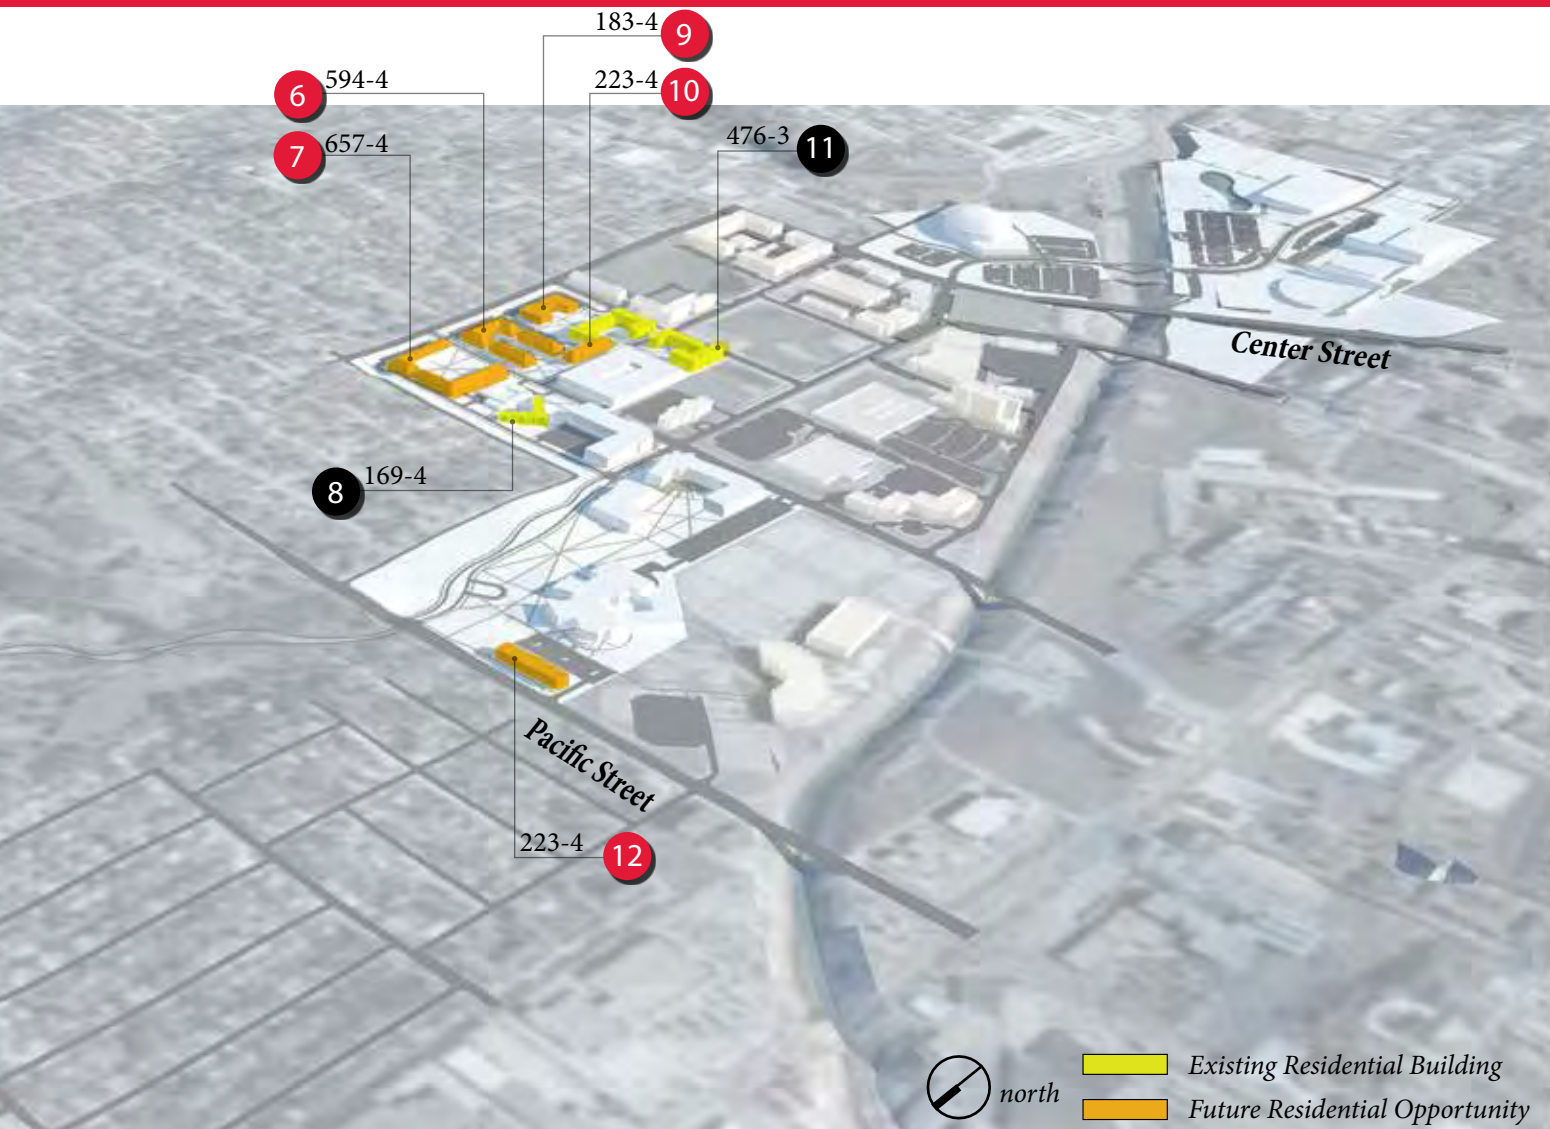 183-4
9
594-4
6
223-4
10
657-4
7
476-3
11
Center Street
169-4
8
Pacific Street
223-4
12
Existing Residential Building
north
Future Residential Opportunity